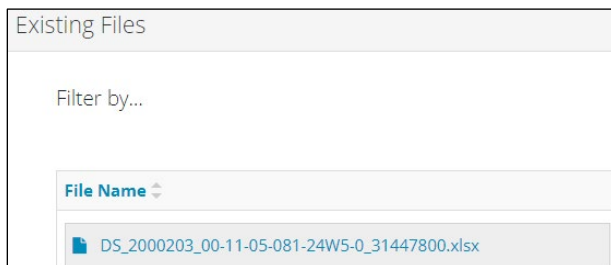 Existing Files
Filter by...
File Name
DS_2000203_00-11-05-081-24W5-0_31447800.xlsx